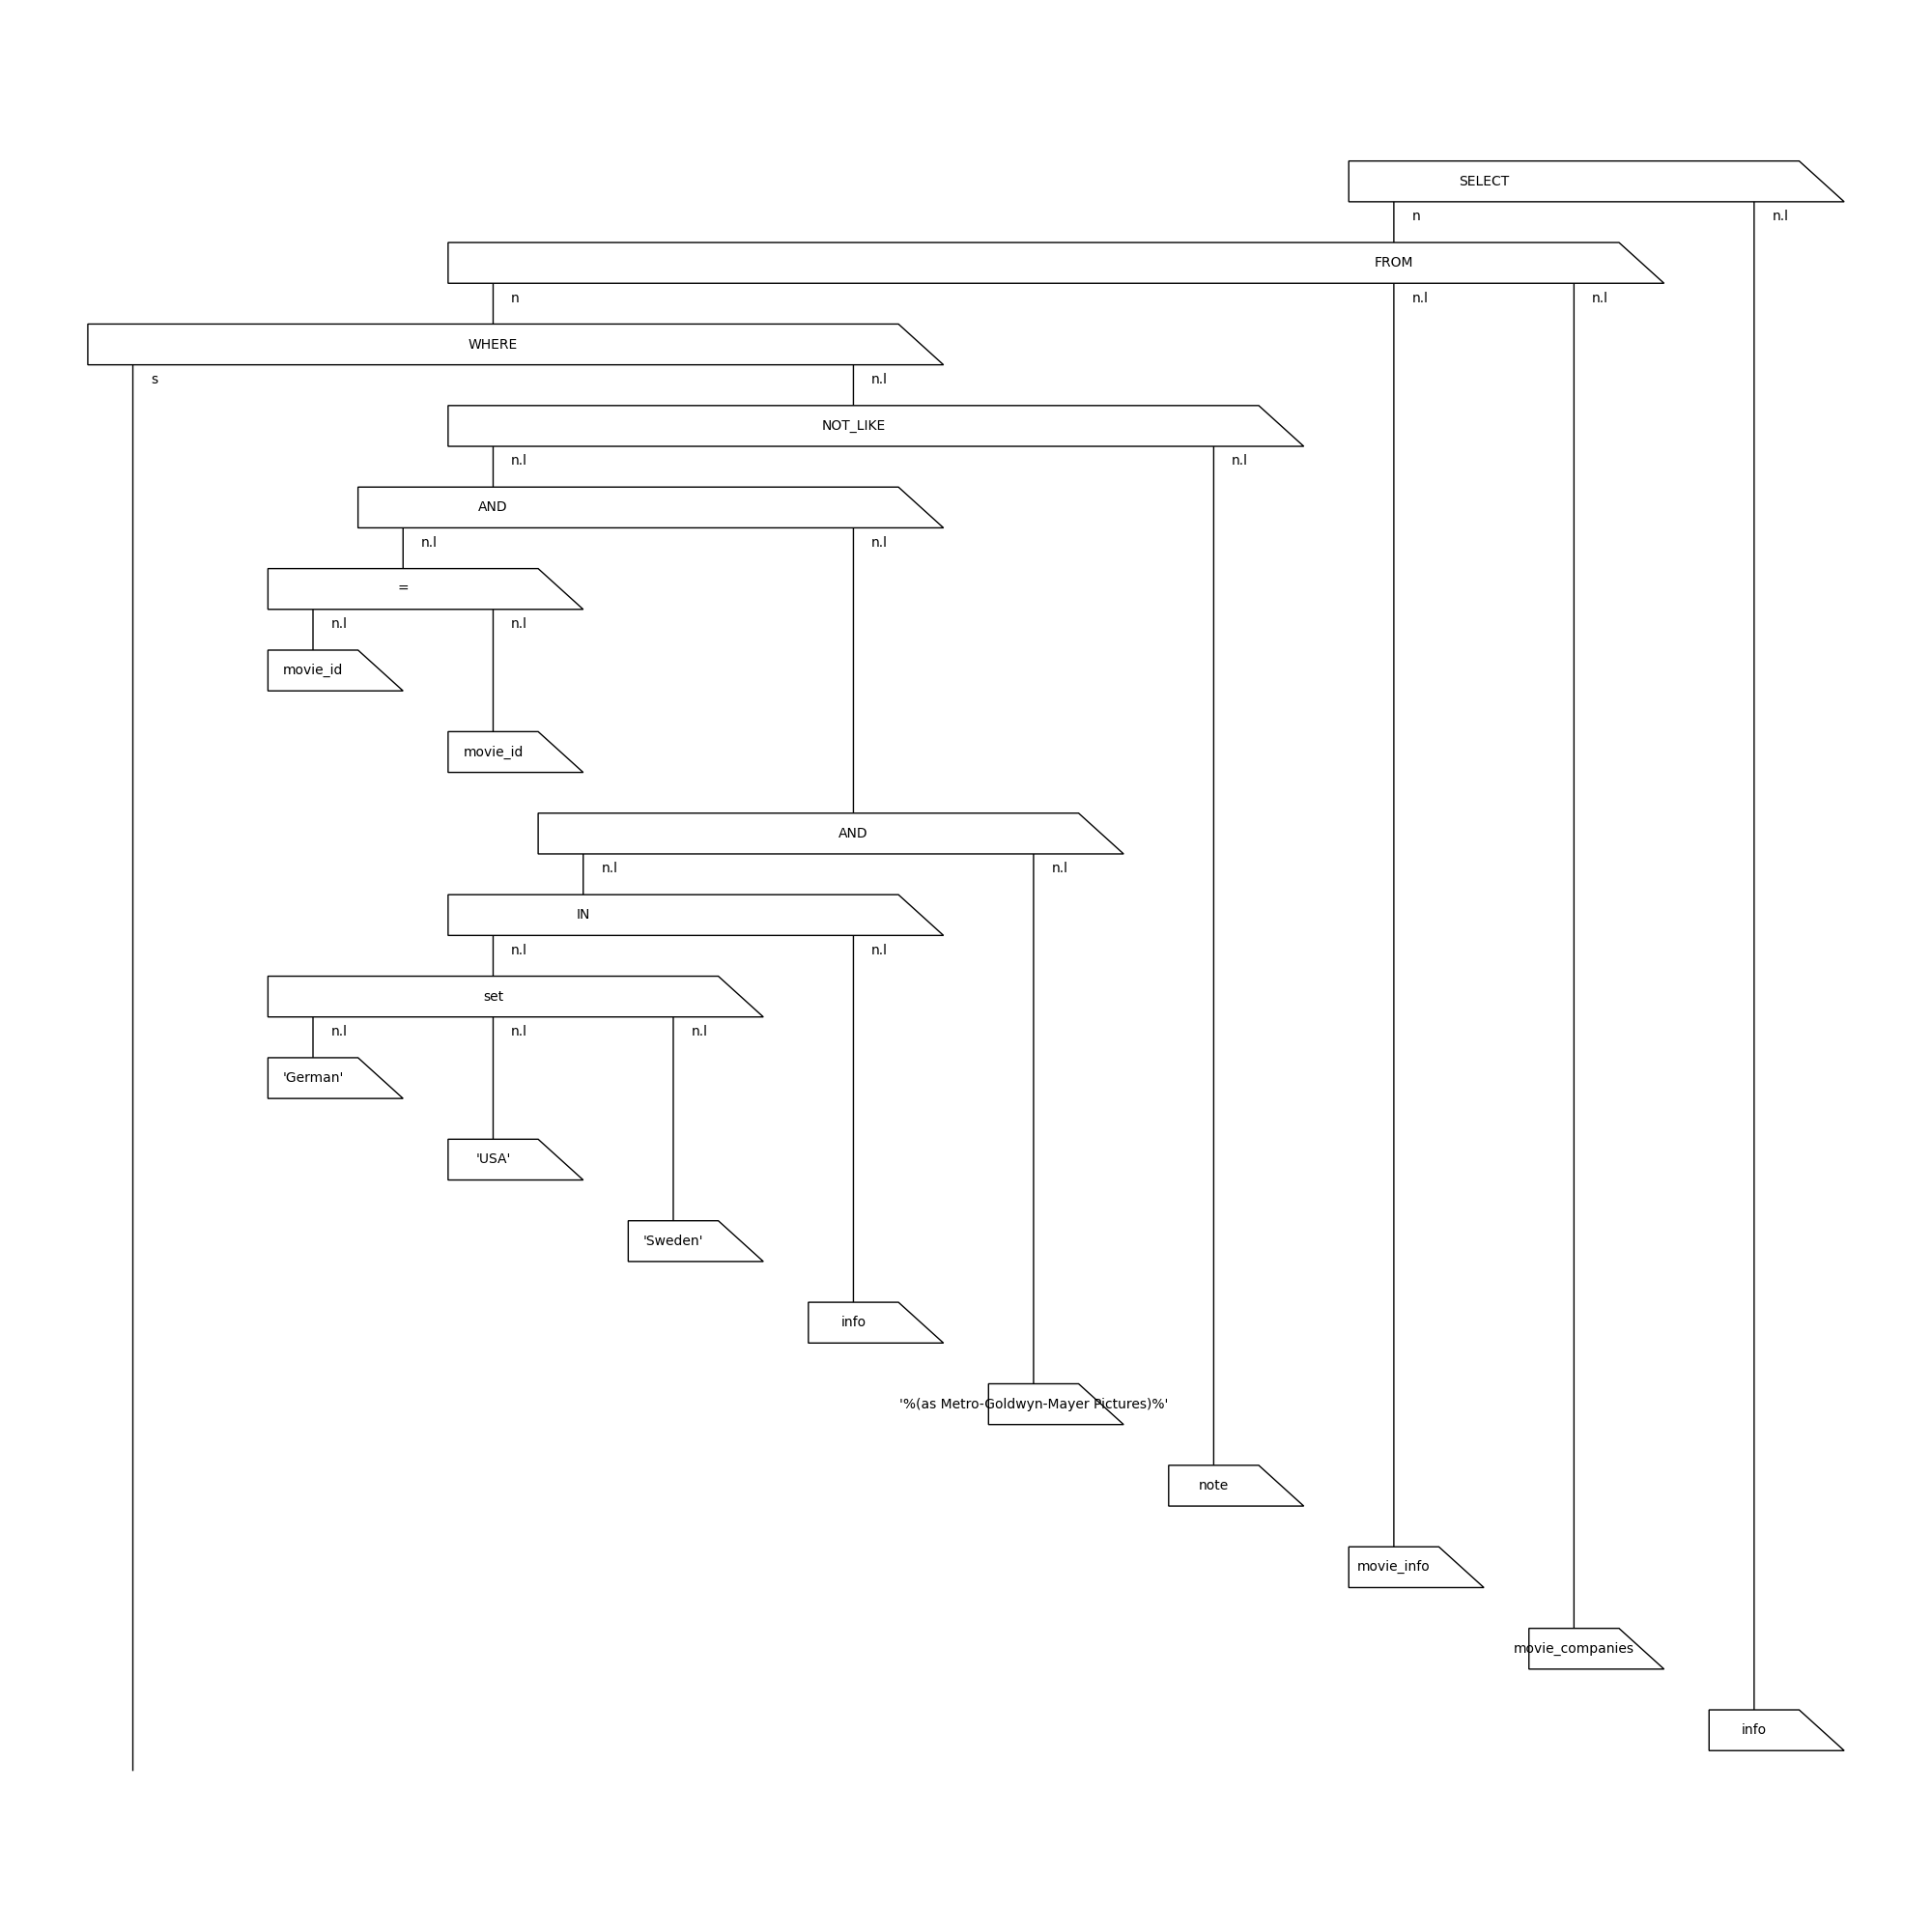 SELECT
n n.l
FROM
n n.l n.l
WHERE
s n.l
NOT_LIKE
n.l n.l
AND
n.l n.l
=
n.l n.l
movie_id
movie_id
AND
n.l n.l
IN
n.l n.l
set
n.l n.l n.l
'German'
'USA'
'Sweden'
info
'%(as Metro-Goldwyn-Mayer Pictures)%'
note
movie_info
movie_companies
info